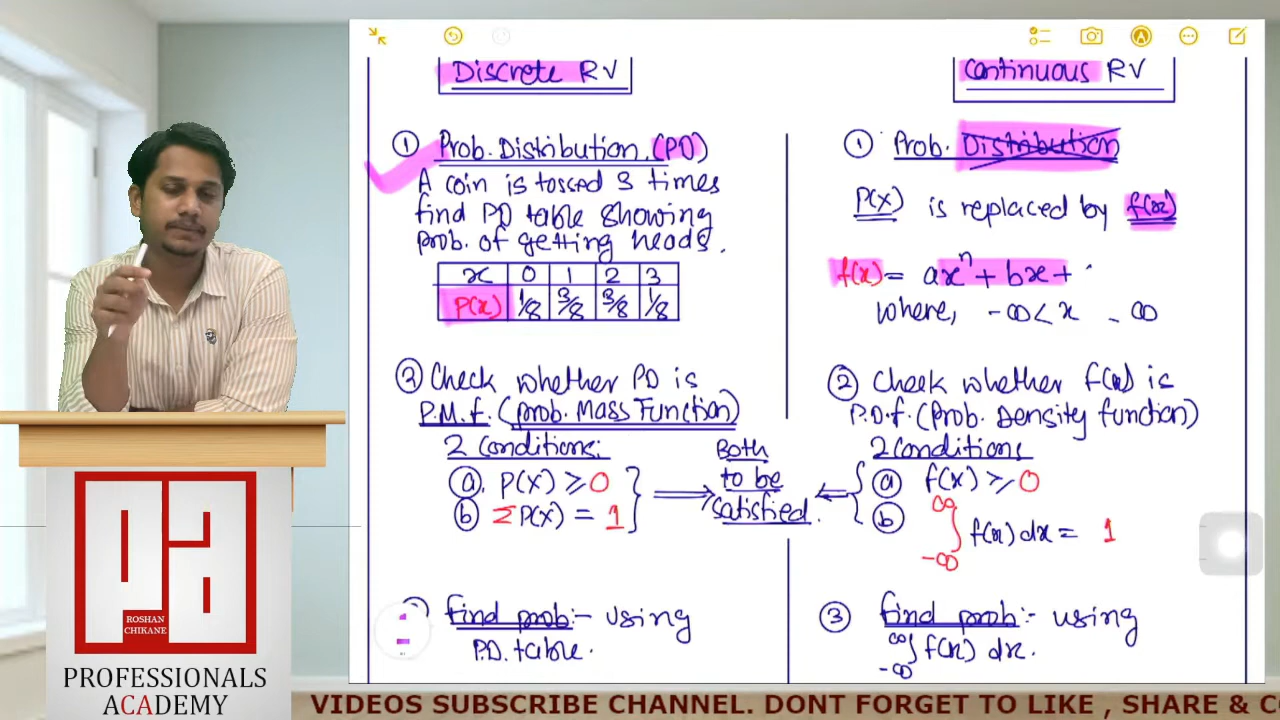 Discrete RV
① Prob. Distribution. (PD)
A coin is tossed 3 times
find PD table showing
prob. of getting heads.
x 0 1 2 3
P(x) 1/8 3/8 3/8 1/8
② Check whether PD is
P.M.f. (prob. Mass Function)
2 Conditions:
ⓐ. P(X) ≥ 0
ⓑ Σ P(X) = 1
Both
to be
satisfied.
find prob:- using
P.D. table.
Continuous RV
① Prob. Distribution
P(X) is replaced by f(x)
f(x) = ax^n + bx +
where, -∞ < x - ∞
② Check whether f(x) is
P.D.f. (Prob. Density function)
2 Conditions
ⓐ f(x) ≥ 0
ⓑ ∫_{-∞}^{∞} f(x) dx = 1
③ find prob:- using
∫_{-∞}^{∞} f(x) dx.
ROSHAN
CHIKANE
PROFESSIONALS
ACADEMY
VIDEOS SUBSCRIBE CHANNEL. DONT FORGET TO LIKE , SHARE & C